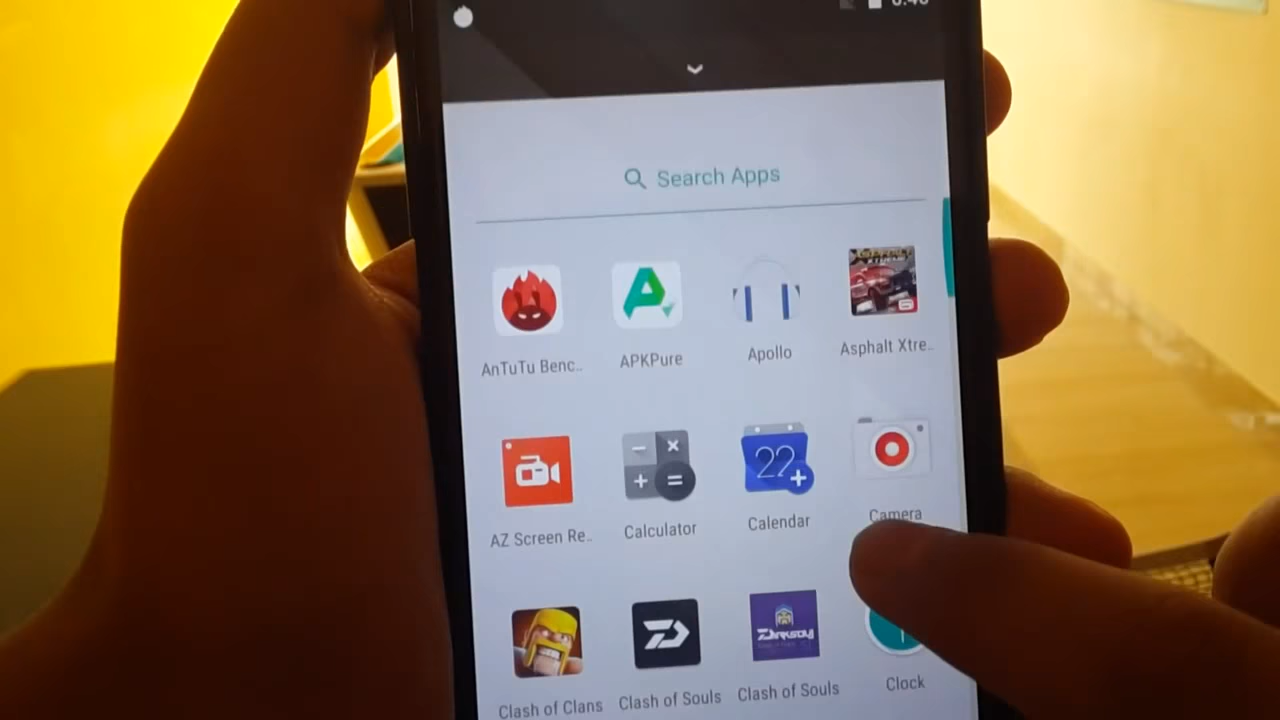 Search Apps
AnTuTu Benc..
APKPure
Apollo
Asphalt Xtre..
AZ Screen Re..
Calculator
22
Calendar
Camera
Clash of Clans
Clash of Souls
Clash of Souls
Clock